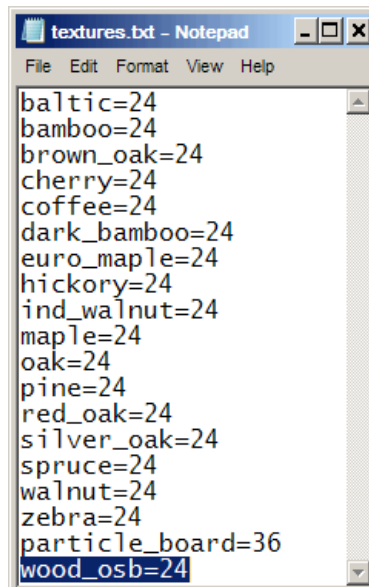 textures.txt - Notepad
File Edit Format View Help
baltic=24
bamboo=24
brown_oak=24
cherry=24
coffee=24
dark_bamboo=24
euro_maple=24
hickory=24
ind_walnut=24
maple=24
oak=24
pine=24
red_oak=24
silver_oak=24
spruce=24
walnut=24
zebra=24
particle_board=36
wood_osb=24